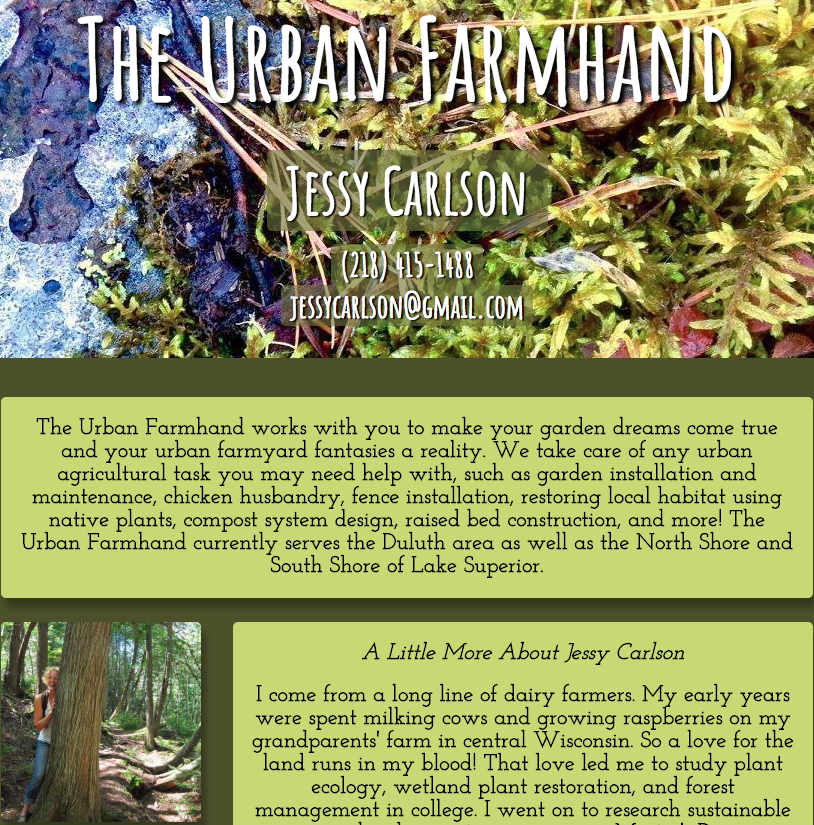 The Urban Farmhand
Jessy Carlson
(218) 415-1488
jessycarlson@gmail.com
The Urban Farmhand works with you to make your garden dreams come true
and your urban farmyard fantasies a reality. We take care of any urban
agricultural task you may need help with, such as garden installation and
maintenance, chicken husbandry, fence installation, restoring local habitat using
native plants, compost system design, raised bed construction, and more! The
Urban Farmhand currently serves the Duluth area as well as the North Shore and
South Shore of Lake Superior.
A Little More About Jessy Carlson
I come from a long line of dairy farmers. My early years
were spent milking cows and growing raspberries on my
grandparents' farm in central Wisconsin. So a love for the
land runs in my blood! That love led me to study plant
ecology, wetland plant restoration, and forest
management in college. I went on to research sustainable